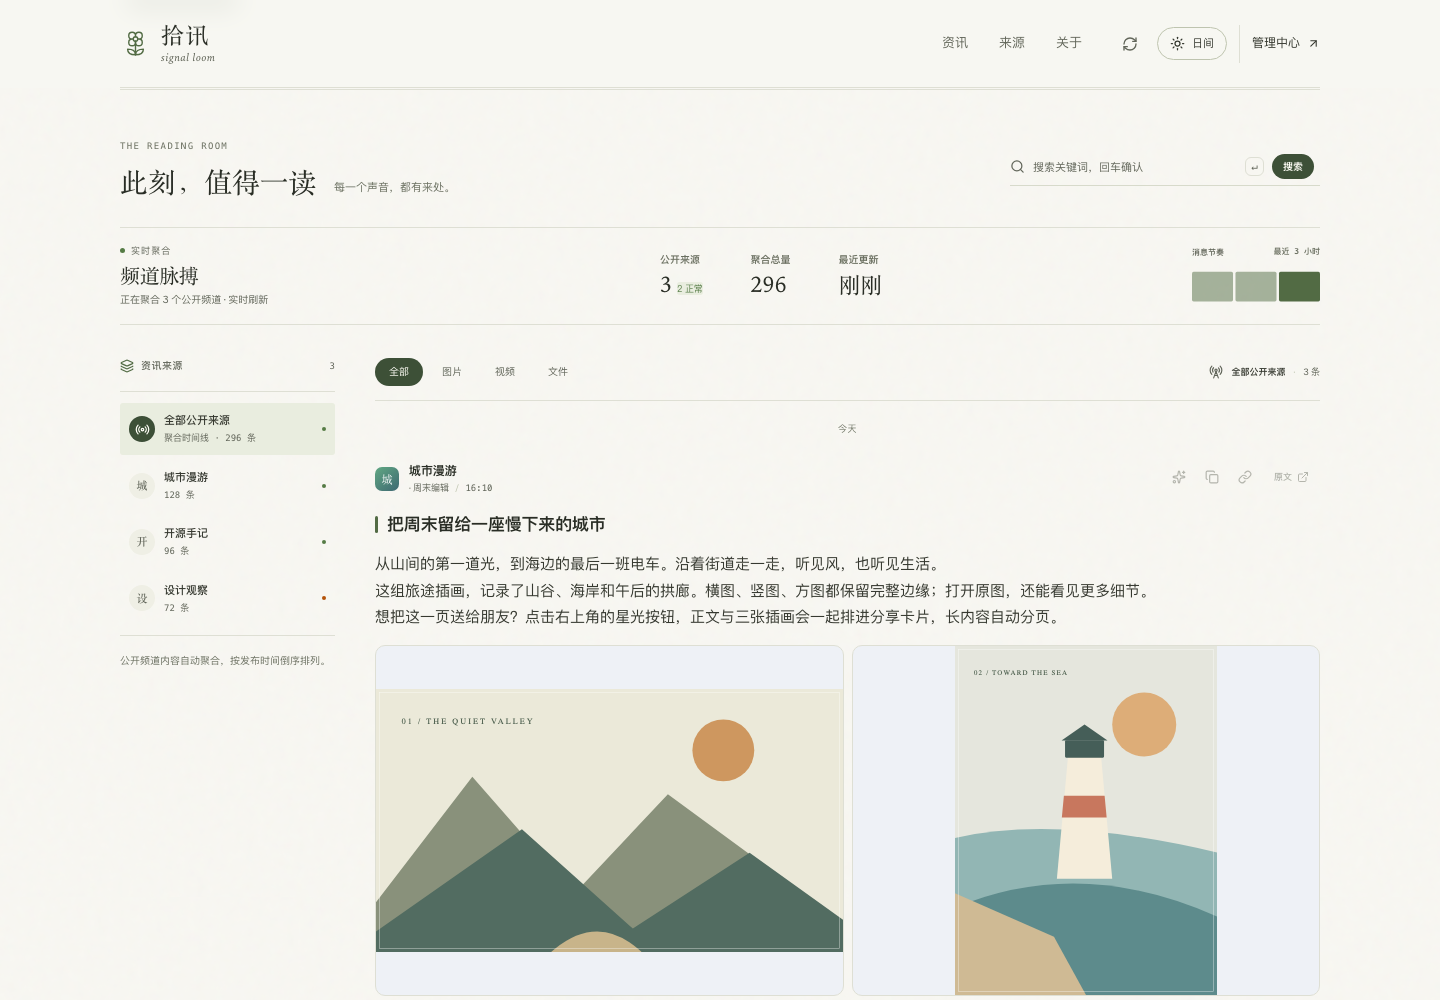 拾讯
signal loom
资讯 来源 关于 日间 管理中心
THE READING ROOM
此刻，值得一读 每一个声音，都有来处。
搜索关键词，回车确认 搜索
实时聚合
频道脉搏
正在聚合 3 个公开频道 · 实时刷新
公开来源 聚合总量 最近更新
3 2 正常 296 刚刚
消息节奏 最近 3 小时
资讯来源 3
全部公开来源
聚合时间线 · 296 条
城 城市漫游
128 条
开 开源手记
96 条
设 设计观察
72 条
公开频道内容自动聚合，按发布时间倒序排列。
全部 图片 视频 文件 全部公开来源 · 3 条
今天
城 城市漫游
· 周末编辑 / 16:10
原文
把周末留给一座慢下来的城市
从山间的第一道光，到海边的最后一班电车。沿着街道走一走，听见风，也听见生活。
这组旅途插画，记录了山谷、海岸和午后的拱廊。横图、竖图、方图都保留完整边缘；打开原图，还能看见更多细节。
想把这一页送给朋友？点击右上角的星光按钮，正文与三张插画会一起排进分享卡片，长内容自动分页。
01 / THE QUIET VALLEY
02 / TOWARD THE SEA